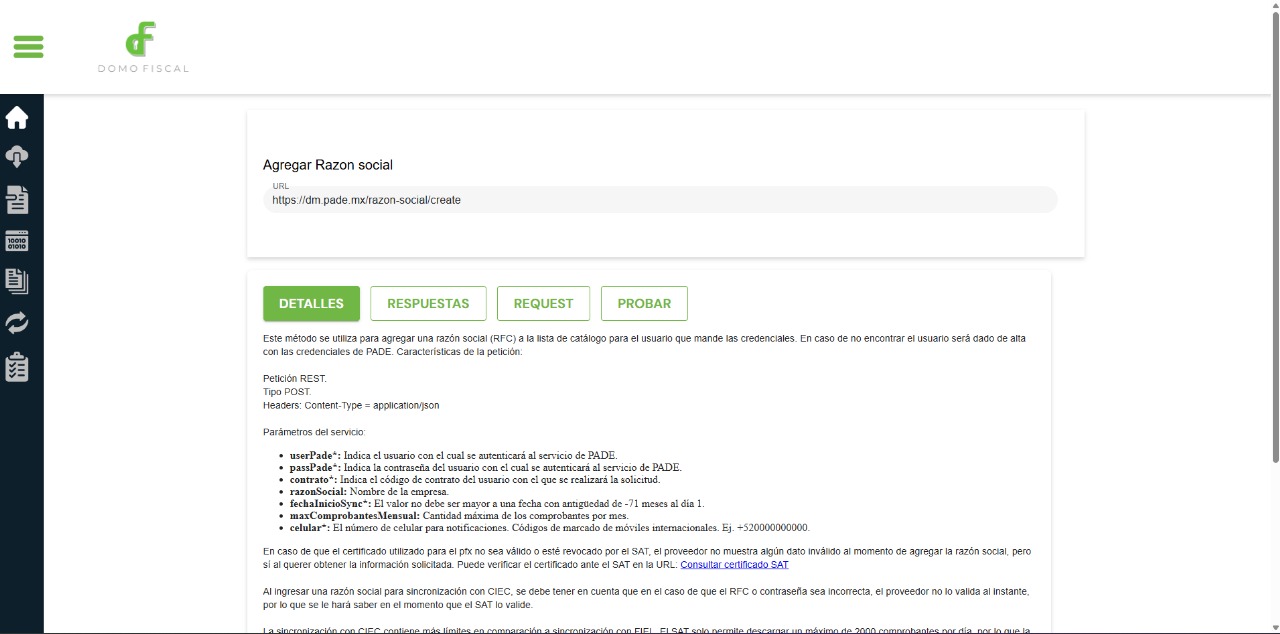 DOMO FISCAL
Agregar Razon social
URL
https://dm.pade.mx/razon-social/create
DETALLES
RESPUESTAS
REQUEST
PROBAR
Este método se utiliza para agregar una razón social (RFC) a la lista de catálogo para el usuario que mande las credenciales. En caso de no encontrar el usuario será dado de alta
con las credenciales de PADE. Características de la petición:
Petición REST.
Tipo POST.
Headers: Content-Type = application/json
Parámetros del servicio:
userPade*: Indica el usuario con el cual se autenticará al servicio de PADE.
passPade*: Indica la contraseña del usuario con el cual se autenticará al servicio de PADE.
contrato*: Indica el código de contrato del usuario con el que se realizará la solicitud.
razonSocial: Nombre de la empresa.
fechaInicioSync*: El valor no debe ser mayor a una fecha con antigüedad de -71 meses al día 1.
maxComprobantesMensual: Cantidad máxima de los comprobantes por mes.
celular*: El número de celular para notificaciones. Códigos de marcado de móviles internacionales. Ej. +520000000000.
En caso de que el certificado utilizado para el pfx no sea válido o esté revocado por el SAT, el proveedor no muestra algún dato inválido al momento de agregar la razón social, pero
sí al querer obtener la información solicitada. Puede verificar el certificado ante el SAT en la URL: Consultar certificado SAT
Al ingresar una razón social para sincronización con CIEC, se debe tener en cuenta que en el caso de que el RFC o contraseña sea incorrecta, el proveedor no lo valida al instante,
por lo que se le hará saber en el momento que el SAT lo valide.
La sincronización con CIEC contiene más límites en comparación a sincronización con FIEL. El SAT solo permite descargar un máximo de 2000 comprobantes por día, por lo que la